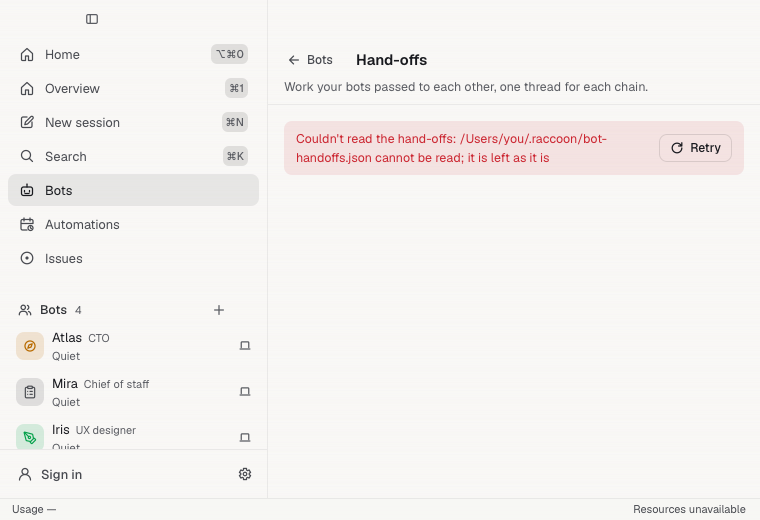 Home ⌥⌘0
Overview ⌘1
New session ⌘N
Search ⌘K
Bots
Automations
Issues
Bots 4
Atlas CTO
Quiet
Mira Chief of staff
Quiet
Iris UX designer
Quiet
Sign in
Bots Hand-offs
Work your bots passed to each other, one thread for each chain.
Couldn't read the hand-offs: /Users/you/.raccoon/bot-
handoffs.json cannot be read; it is left as it is
Retry
Usage —
Resources unavailable